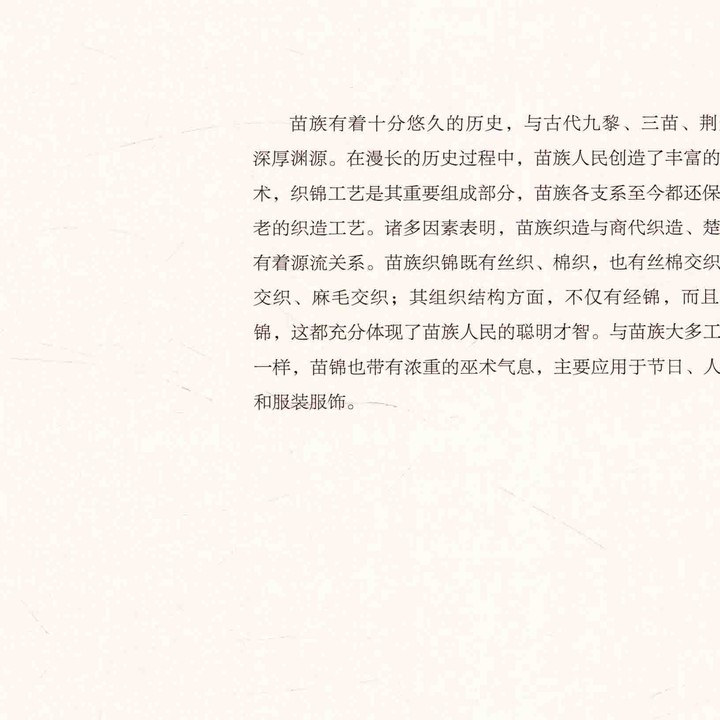 苗族有着十分悠久的历史，与古代九黎、三苗、荆
深厚渊源。在漫长的历史过程中，苗族人民创造了丰富的
术，织锦工艺是其重要组成部分，苗族各支系至今都还保
老的织造工艺。诸多因素表明，苗族织造与商代织造、楚
有着源流关系。苗族织锦既有丝织、棉织，也有丝棉交织
交织、麻毛交织；其组织结构方面，不仅有经锦，而且
锦，这都充分体现了苗族人民的聪明才智。与苗族大多工
一样，苗锦也带有浓重的巫术气息，主要应用于节日、人
和服装服饰。